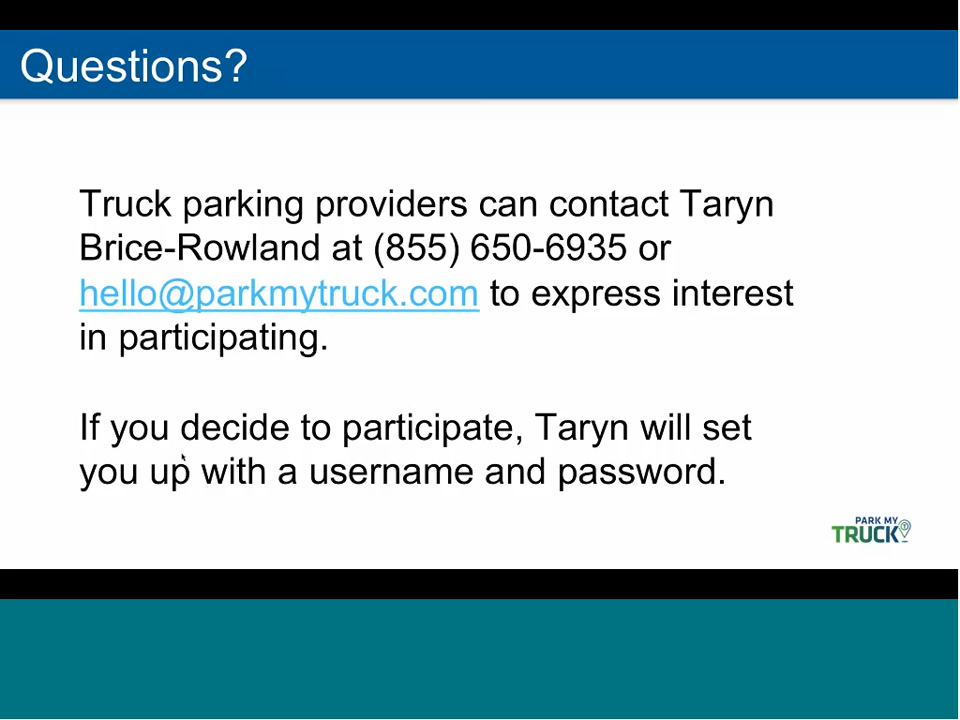 Questions?
Truck parking providers can contact Taryn
Brice-Rowland at (855) 650-6935 or
hello@parkmytruck.com to express interest
in participating.
If you decide to participate, Taryn will set
you up with a username and password.
PARK MY
TRUCK